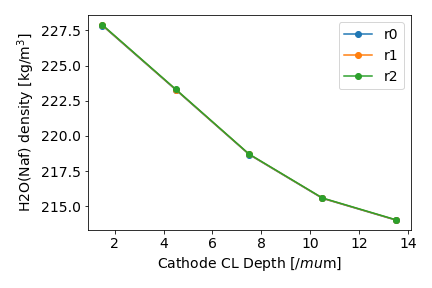 227.5
225.0
222.5
220.0
217.5
215.0
H2O(Naf) density [kg/m³]
r0
r1
r2
2
4
6
8
10
12
14
Cathode CL Depth [/mum]